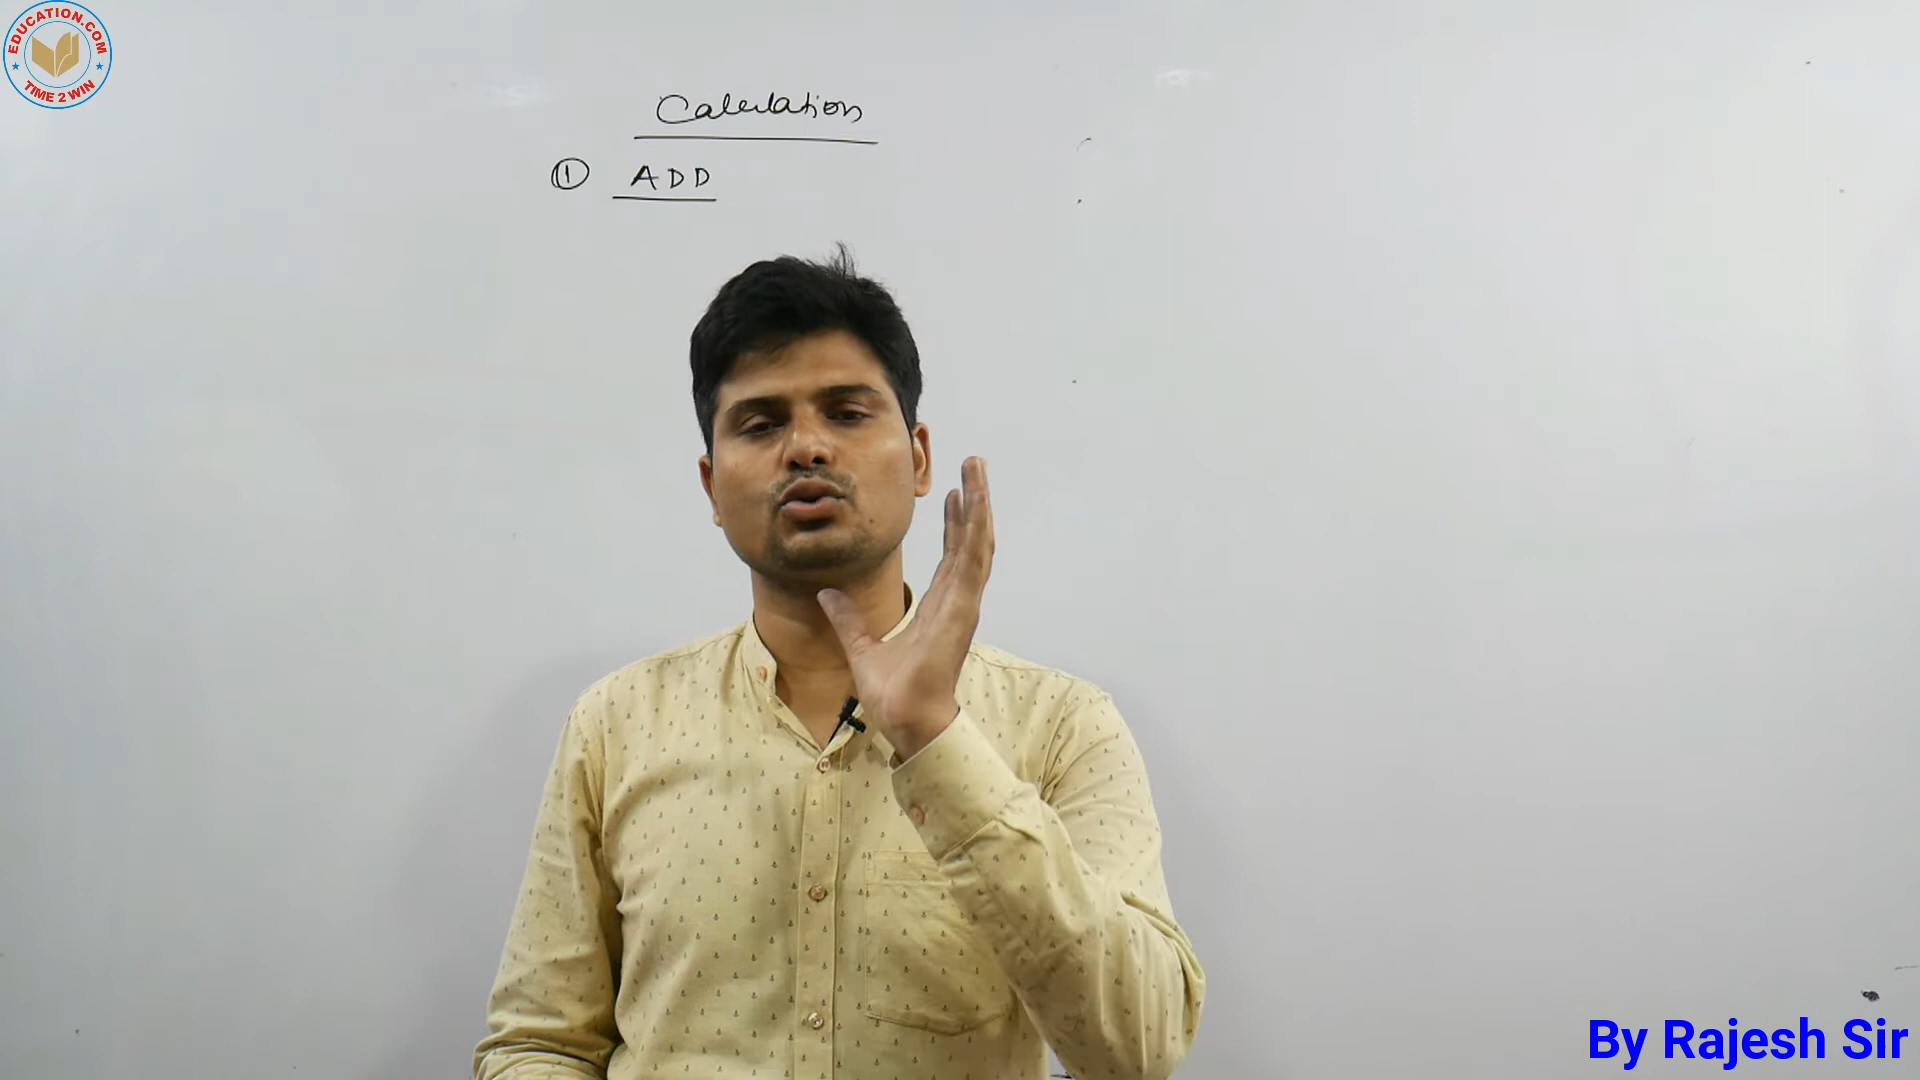 EDUCATION.COM
TIME 2 WIN
Calculation
① ADD
By Rajesh Sir